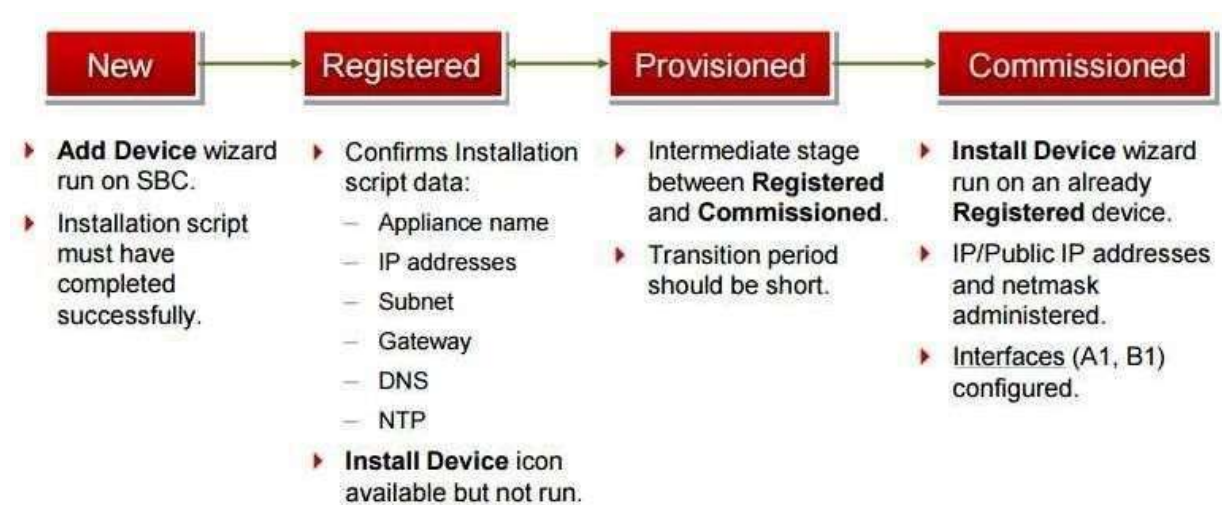 New
Registered
Provisioned
Commissioned
Add Device wizard
run on SBC.
Installation script
must have
completed
successfully.
Confirms Installation
script data:
– Appliance name
– IP addresses
– Subnet
– Gateway
– DNS
– NTP
Install Device icon
available but not run.
Intermediate stage
between Registered
and Commissioned.
Transition period
should be short.
Install Device wizard
run on an already
Registered device.
IP/Public IP addresses
and netmask
administered.
Interfaces (A1, B1)
configured.